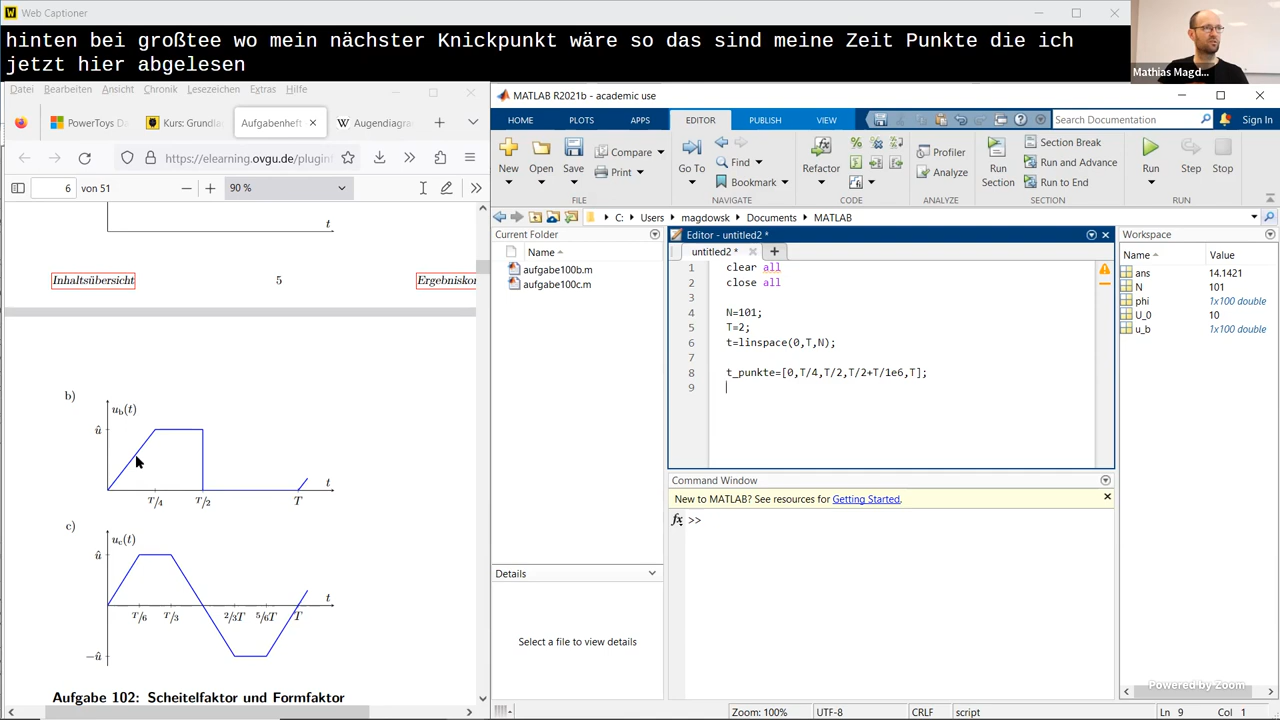 Web Captioner
hinten bei großtee wo mein nächster Knickpunkt wäre so das sind meine Zeit Punkte die ich
jetzt hier abgelesen
Mathias Magd...
Datei Bearbeiten Ansicht Chronik Lesezeichen Extras Hilfe
PowerToys Da Kurs: Grundla Aufgabenheft Augendiagra
https://elearning.ovgu.de/plugin
6 von 51 90 %
t
Inhaltsübersicht 5 Ergebniskon
b)
u_b(t)
û
t
T/4 T/2 T
c)
u_c(t)
û
t
T/6 T/3 2/3T 5/6T T
−û
Aufgabe 102: Scheitelfaktor und Formfaktor
MATLAB R2021b - academic use
HOME PLOTS APPS EDITOR PUBLISH VIEW Search Documentation Sign In
New Open Save Compare Print Go To Find Bookmark Refactor Profiler Analyze Run Section Section Break Run and Advance Run to End Run Step Stop
FILE NAVIGATE CODE ANALYZE SECTION RUN
C: Users magdowsk Documents MATLAB
Current Folder
Name
aufgabe100b.m
aufgabe100c.m
Details
Select a file to view details
Editor - untitled2 *
untitled2 *
1 clear all
2 close all
3
4 N=101;
5 T=2;
6 t=linspace(0,T,N);
7
8 t_punkte=[0,T/4,T/2,T/2+T/1e6,T];
9
Command Window
New to MATLAB? See resources for Getting Started.
fx >>
Workspace
Name Value
ans 14.1421
N 101
phi 1x100 double
U_0 10
u_b 1x100 double
Powered by Zoom
Zoom: 100% UTF-8 CRLF script Ln 9 Col 1